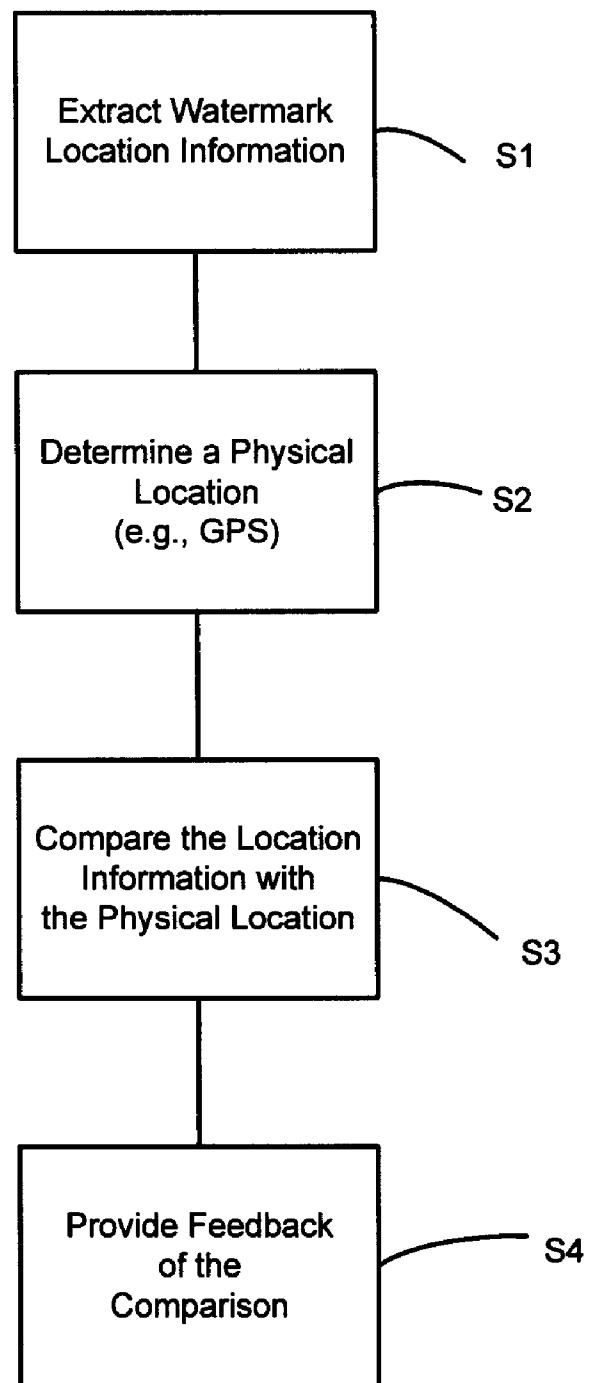 Extract Watermark
Location Information
S1
Determine a Physical
Location
(e.g., GPS)
S2
Compare the Location
Information with
the Physical Location
S3
Provide Feedback
of the
Comparison
S4